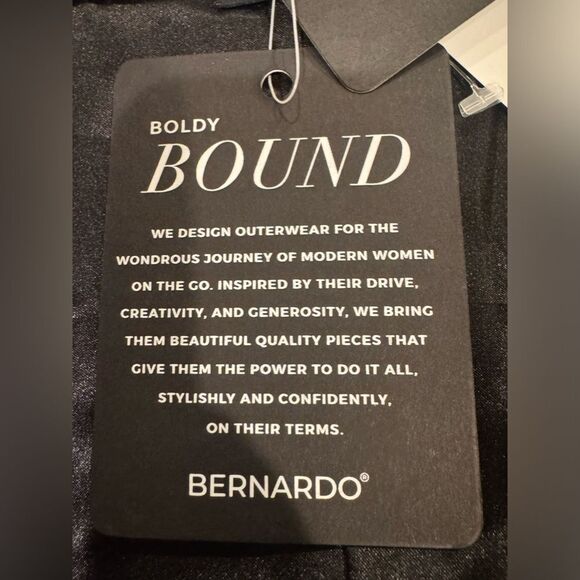 BOLDY
BOUND
WE DESIGN OUTERWEAR FOR THE
WONDROUS JOURNEY OF MODERN WOMEN
ON THE GO. INSPIRED BY THEIR DRIVE,
CREATIVITY, AND GENEROSITY, WE BRING
THEM BEAUTIFUL QUALITY PIECES THAT
GIVE THEM THE POWER TO DO IT ALL,
STYLISHLY AND CONFIDENTLY,
ON THEIR TERMS.
BERNARDO®